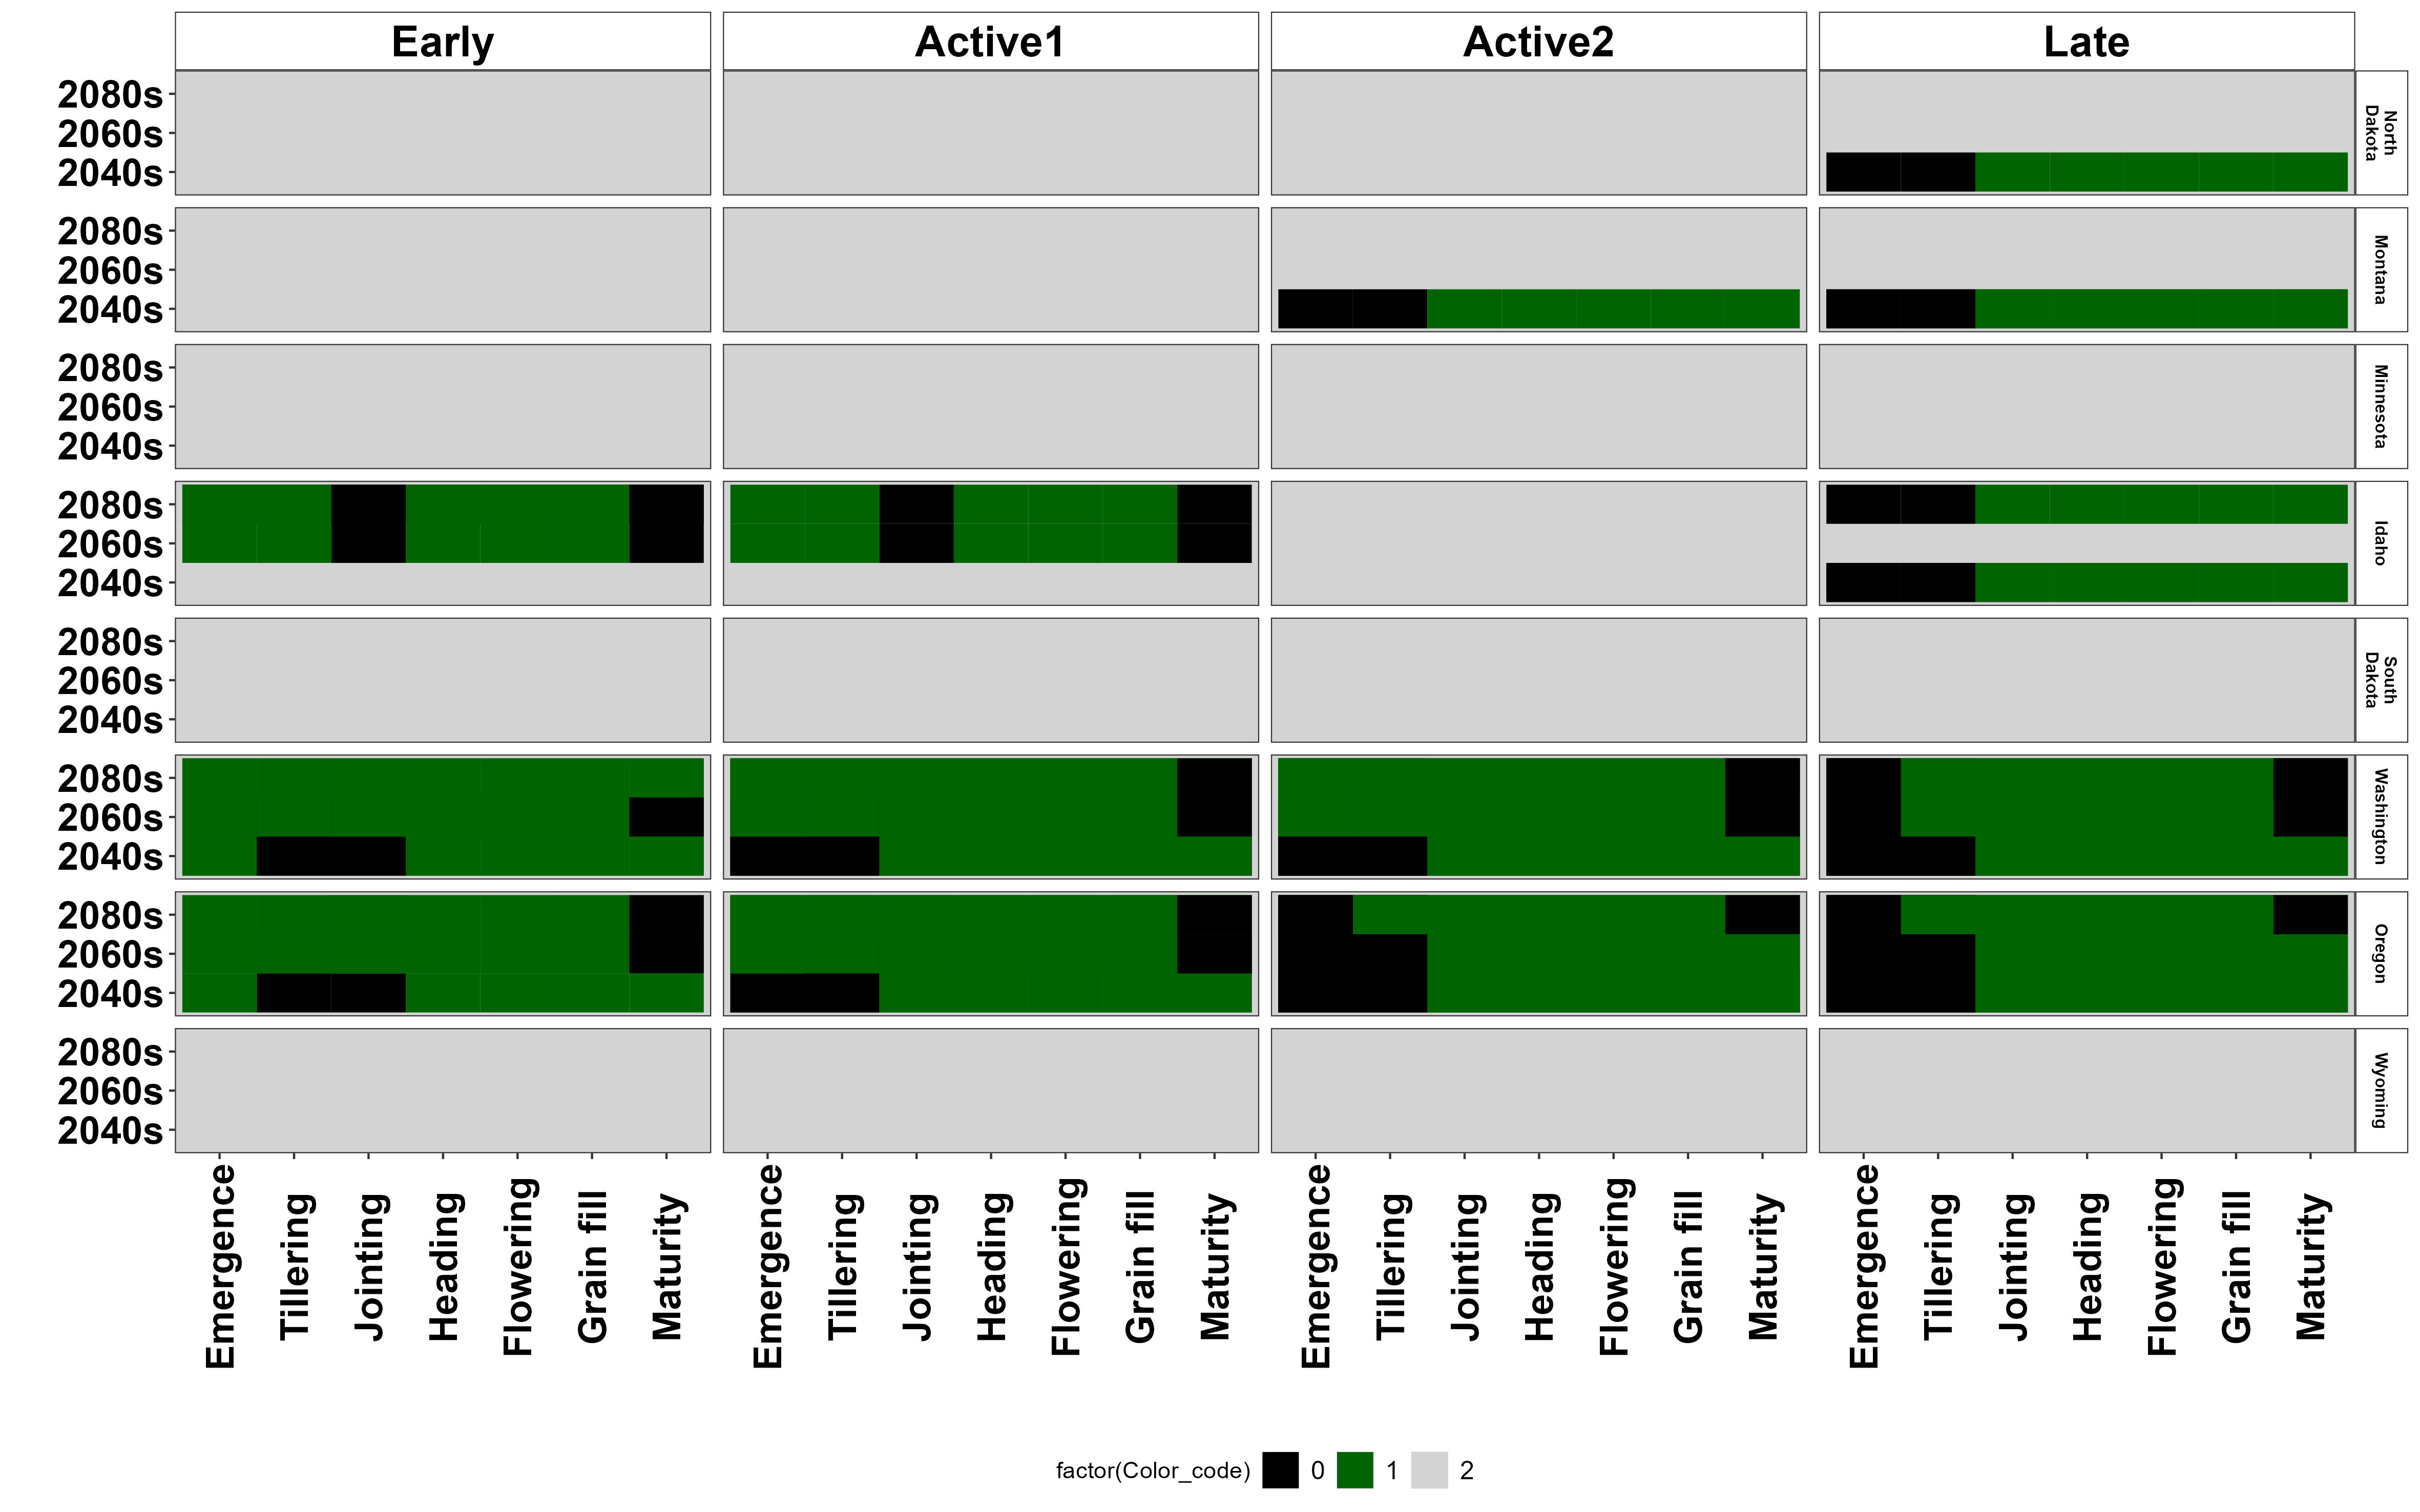 Early Active1 Active2 Late
2080s
2060s
2040s
North
Dakota
2080s
2060s
2040s
Montana
2080s
2060s
2040s
Minnesota
2080s
2060s
2040s
Idaho
2080s
2060s
2040s
South
Dakota
2080s
2060s
2040s
Washington
2080s
2060s
2040s
Oregon
2080s
2060s
2040s
Wyoming
Emergence
Tillering
Jointing
Heading
Flowering
Grain fill
Maturity
Emergence
Tillering
Jointing
Heading
Flowering
Grain fill
Maturity
Emergence
Tillering
Jointing
Heading
Flowering
Grain fill
Maturity
Emergence
Tillering
Jointing
Heading
Flowering
Grain fill
Maturity
factor(Color_code) 0 1 2